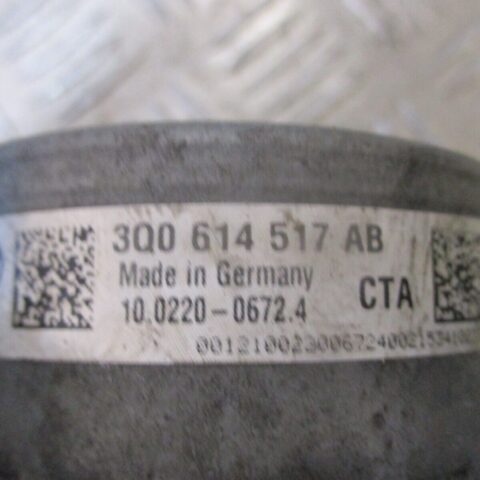 3Q0 614 517 AB
Made in Germany
CTA
10.0220-0672.4